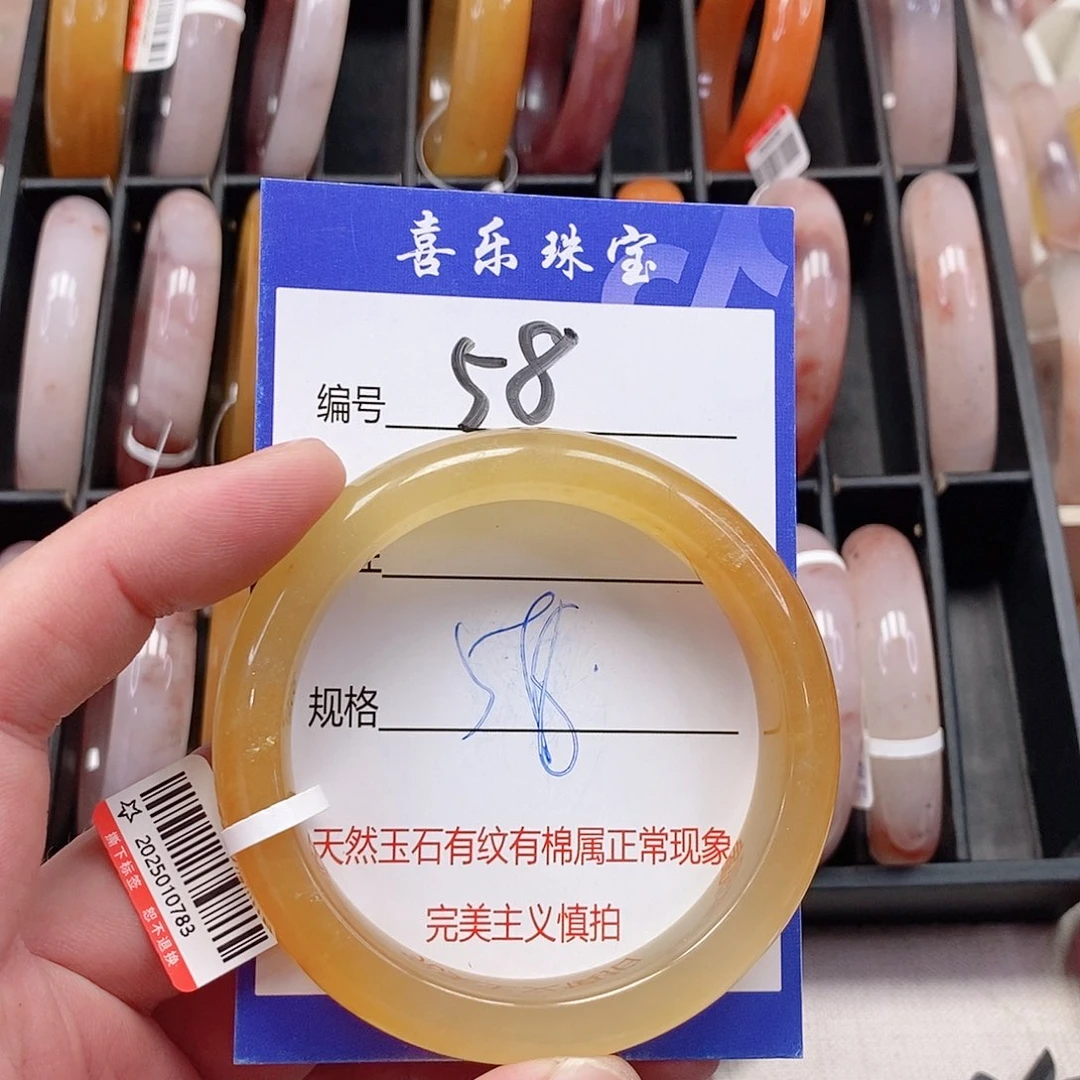 喜乐珠宝
编号 58
规格 58
天然玉石有纹有棉属正常现象
完美主义慎拍
2025010783
撕下标签 恕不退换